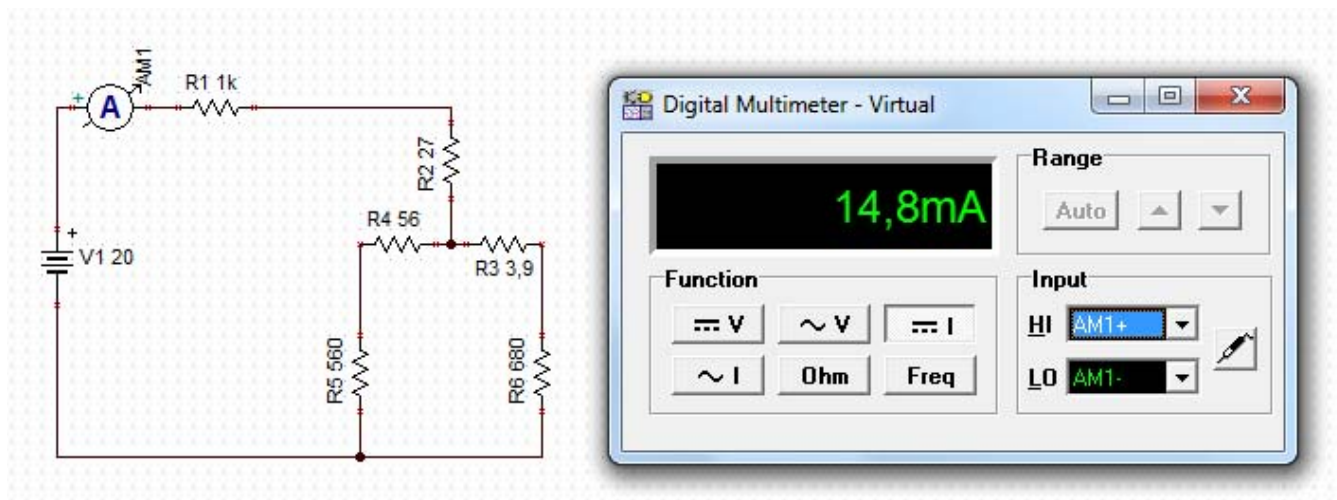 AM1
A
R1 1k
R2 27
R4 56
R3 3,9
+
V1 20
R5 560
R6 680
Digital Multimeter - Virtual
14,8mA
Range
Auto
Function
V
~ V
I
~ I
Ohm
Freq
Input
HI AM1+
LO AM1-